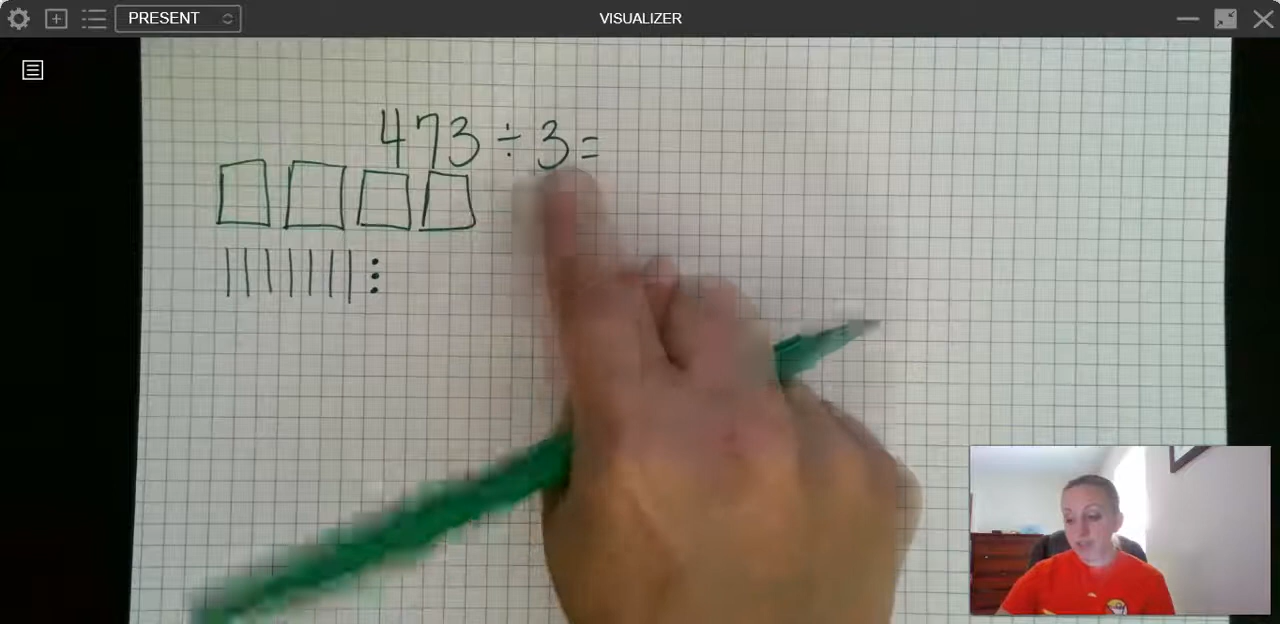 PRESENT
VISUALIZER
473 ÷ 3 =